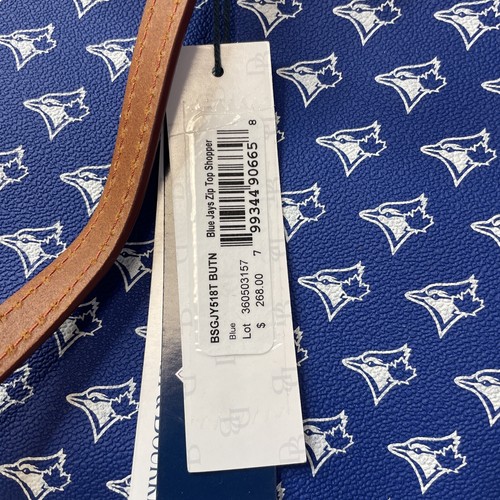 Blue Jays Zip Top Shopper
7 99344 90665 8
BSGJY518T BUTN
Blue
Lot 360503157
$ 268.00